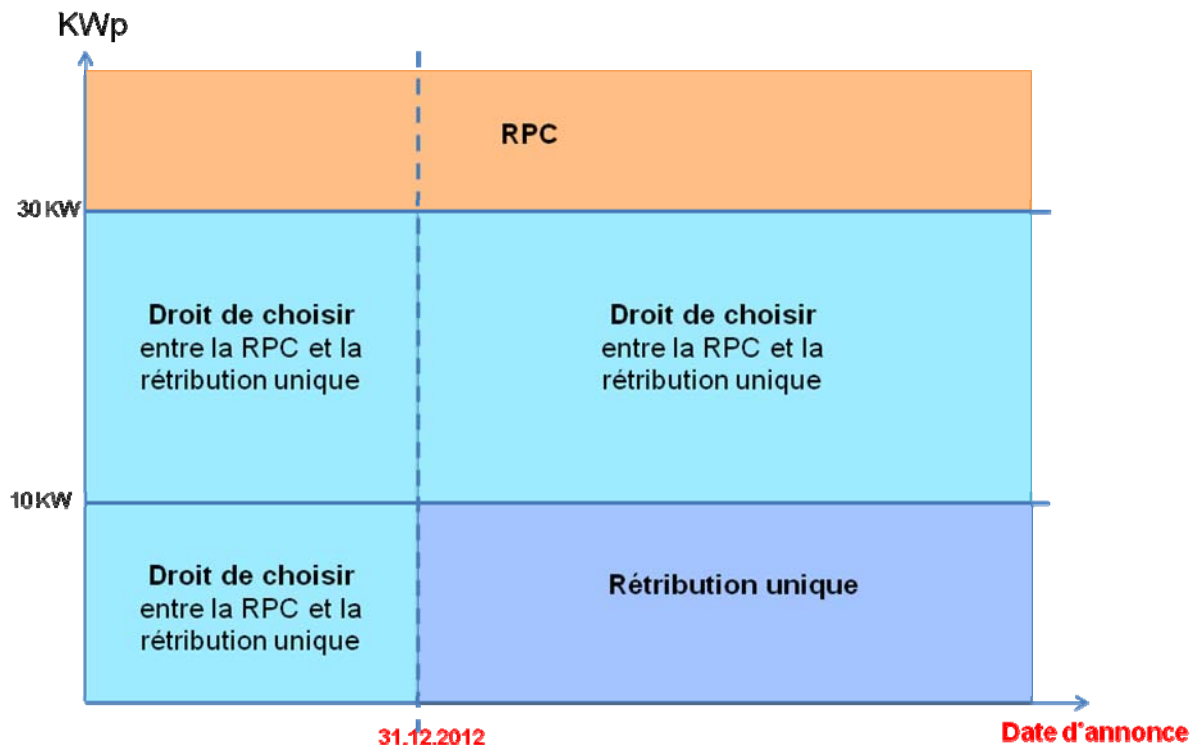 KWp
RPC
30 KW
Droit de choisir
entre la RPC et la
rétribution unique
Droit de choisir
entre la RPC et la
rétribution unique
10 KW
Droit de choisir
entre la RPC et la
rétribution unique
Rétribution unique
31.12.2012
Date d'annonce